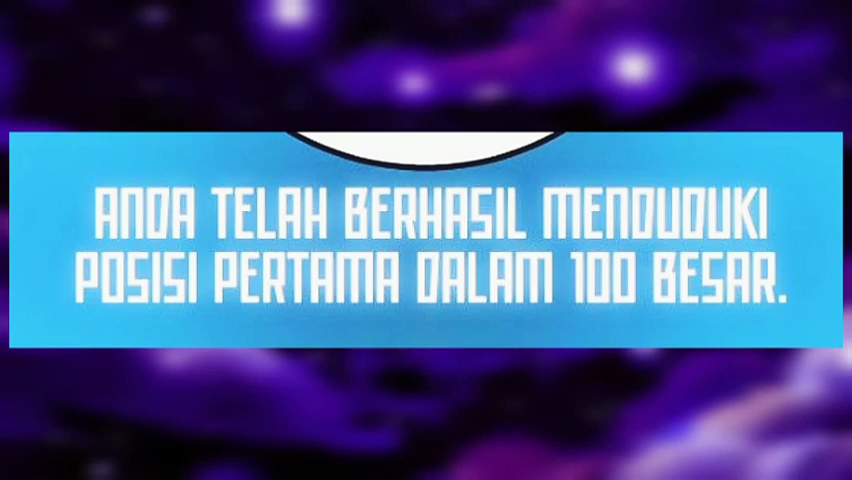 ANDA TELAH BERHASIL MENDUDUKI
POSISI PERTAMA DALAM 100 BESAR.